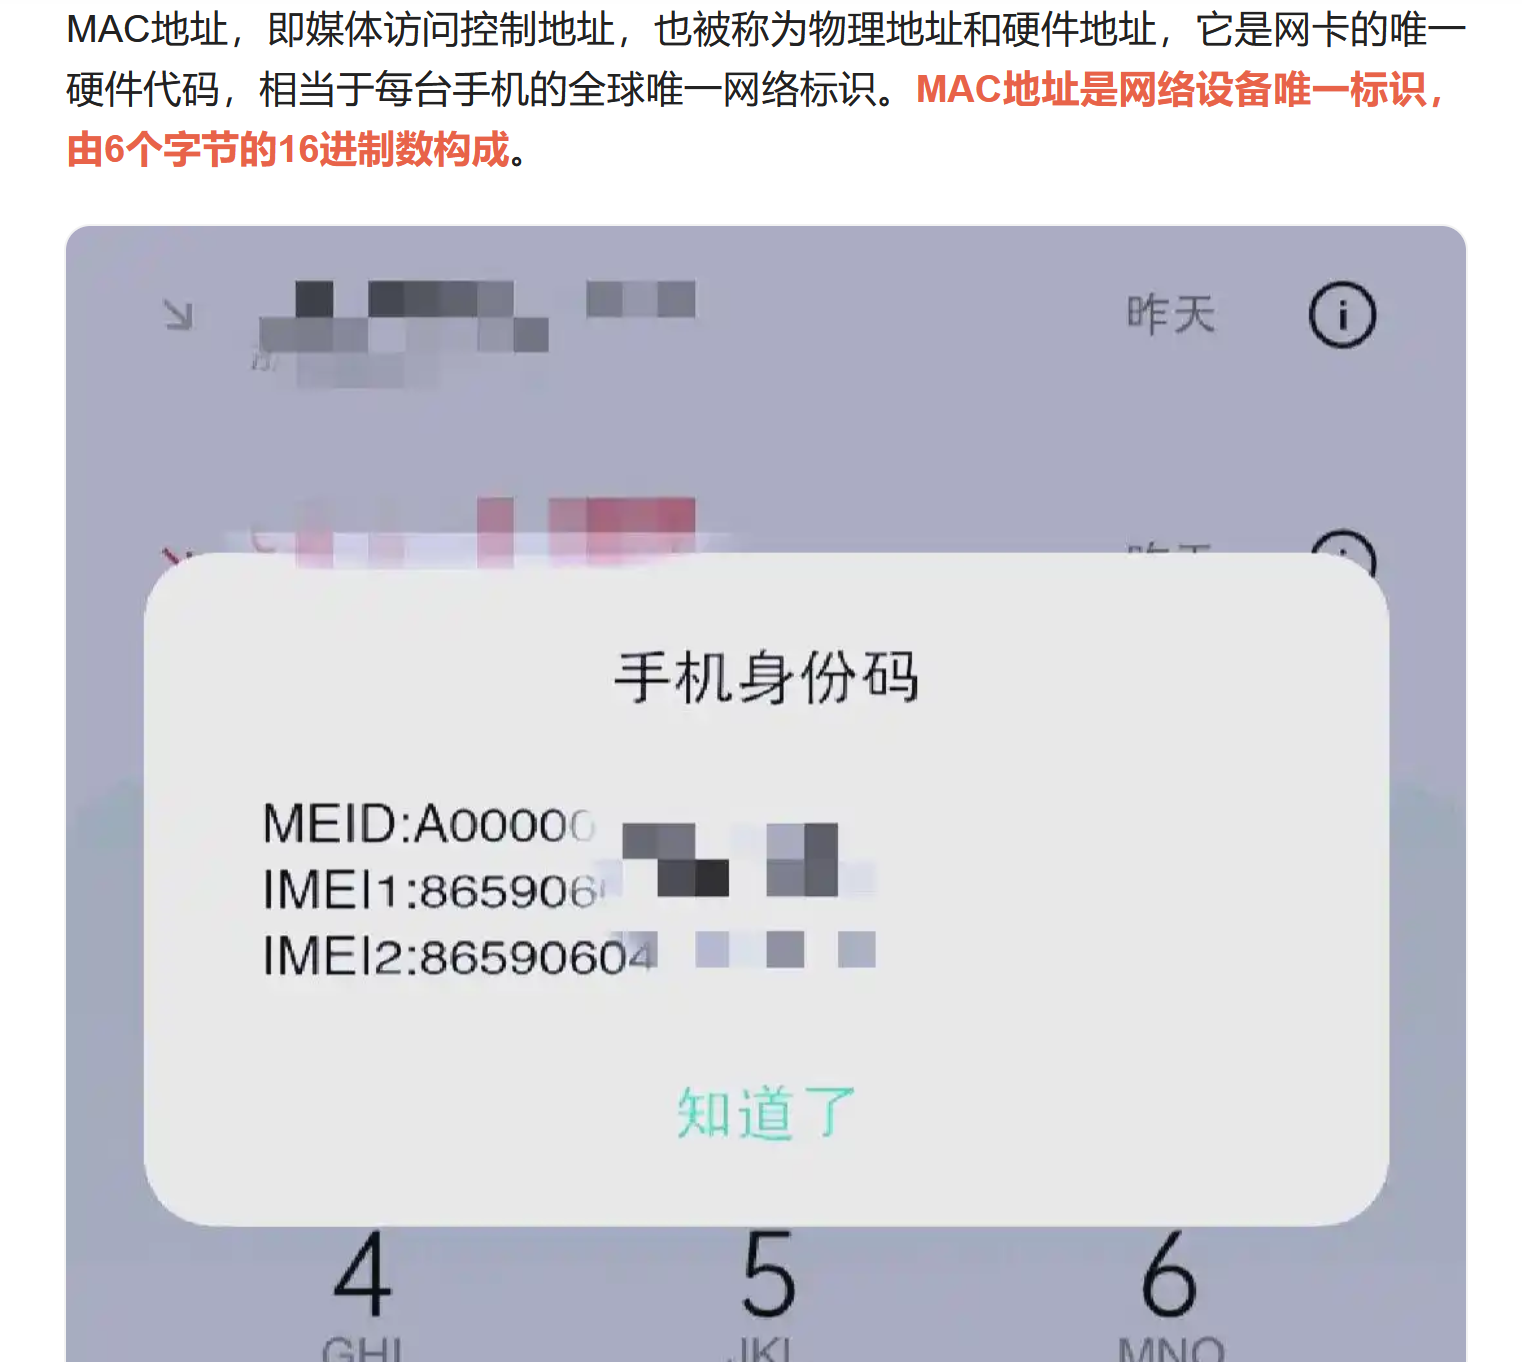 MAC地址，即媒体访问控制地址，也被称为物理地址和硬件地址，它是网卡的唯一
硬件代码，相当于每台手机的全球唯一网络标识。MAC地址是网络设备唯一标识，
由6个字节的16进制数构成。
昨天
昨天
手机身份码
MEID:A00000
IMEI1:865906
IMEI2:86590604
知道了
4 5 6
GHI JKL MNO